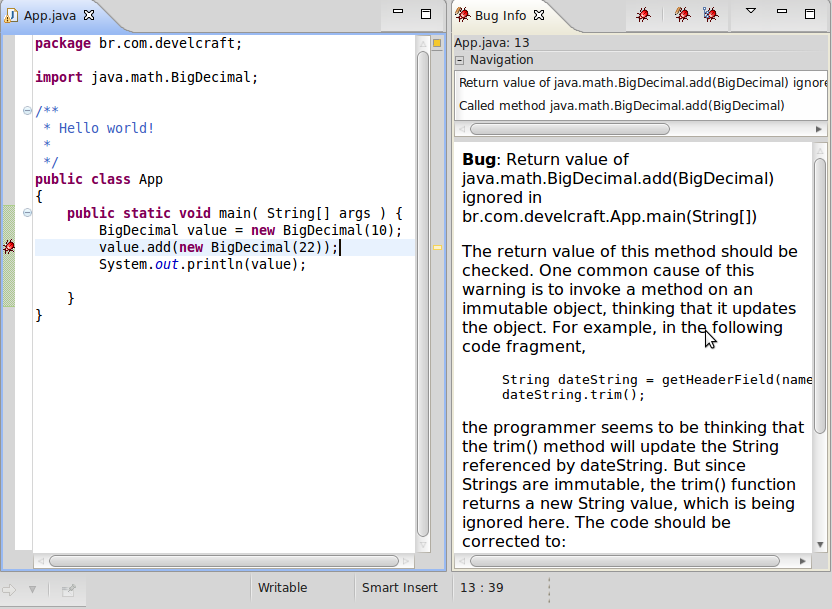 App.java
package br.com.develcraft;
import java.math.BigDecimal;
/**
* Hello world!
*
*/
public class App
{
public static void main( String[] args ) {
BigDecimal value = new BigDecimal(10);
value.add(new BigDecimal(22));
System.out.println(value);
}
}
Bug Info
App.java: 13
Navigation
Return value of java.math.BigDecimal.add(BigDecimal) ignore
Called method java.math.BigDecimal.add(BigDecimal)
Bug: Return value of
java.math.BigDecimal.add(BigDecimal)
ignored in
br.com.develcraft.App.main(String[])
The return value of this method should be
checked. One common cause of this
warning is to invoke a method on an
immutable object, thinking that it updates
the object. For example, in the following
code fragment,
String dateString = getHeaderField(name
dateString.trim();
the programmer seems to be thinking that
the trim() method will update the String
referenced by dateString. But since
Strings are immutable, the trim() function
returns a new String value, which is being
ignored here. The code should be
corrected to:
Writable
Smart Insert
13 : 39